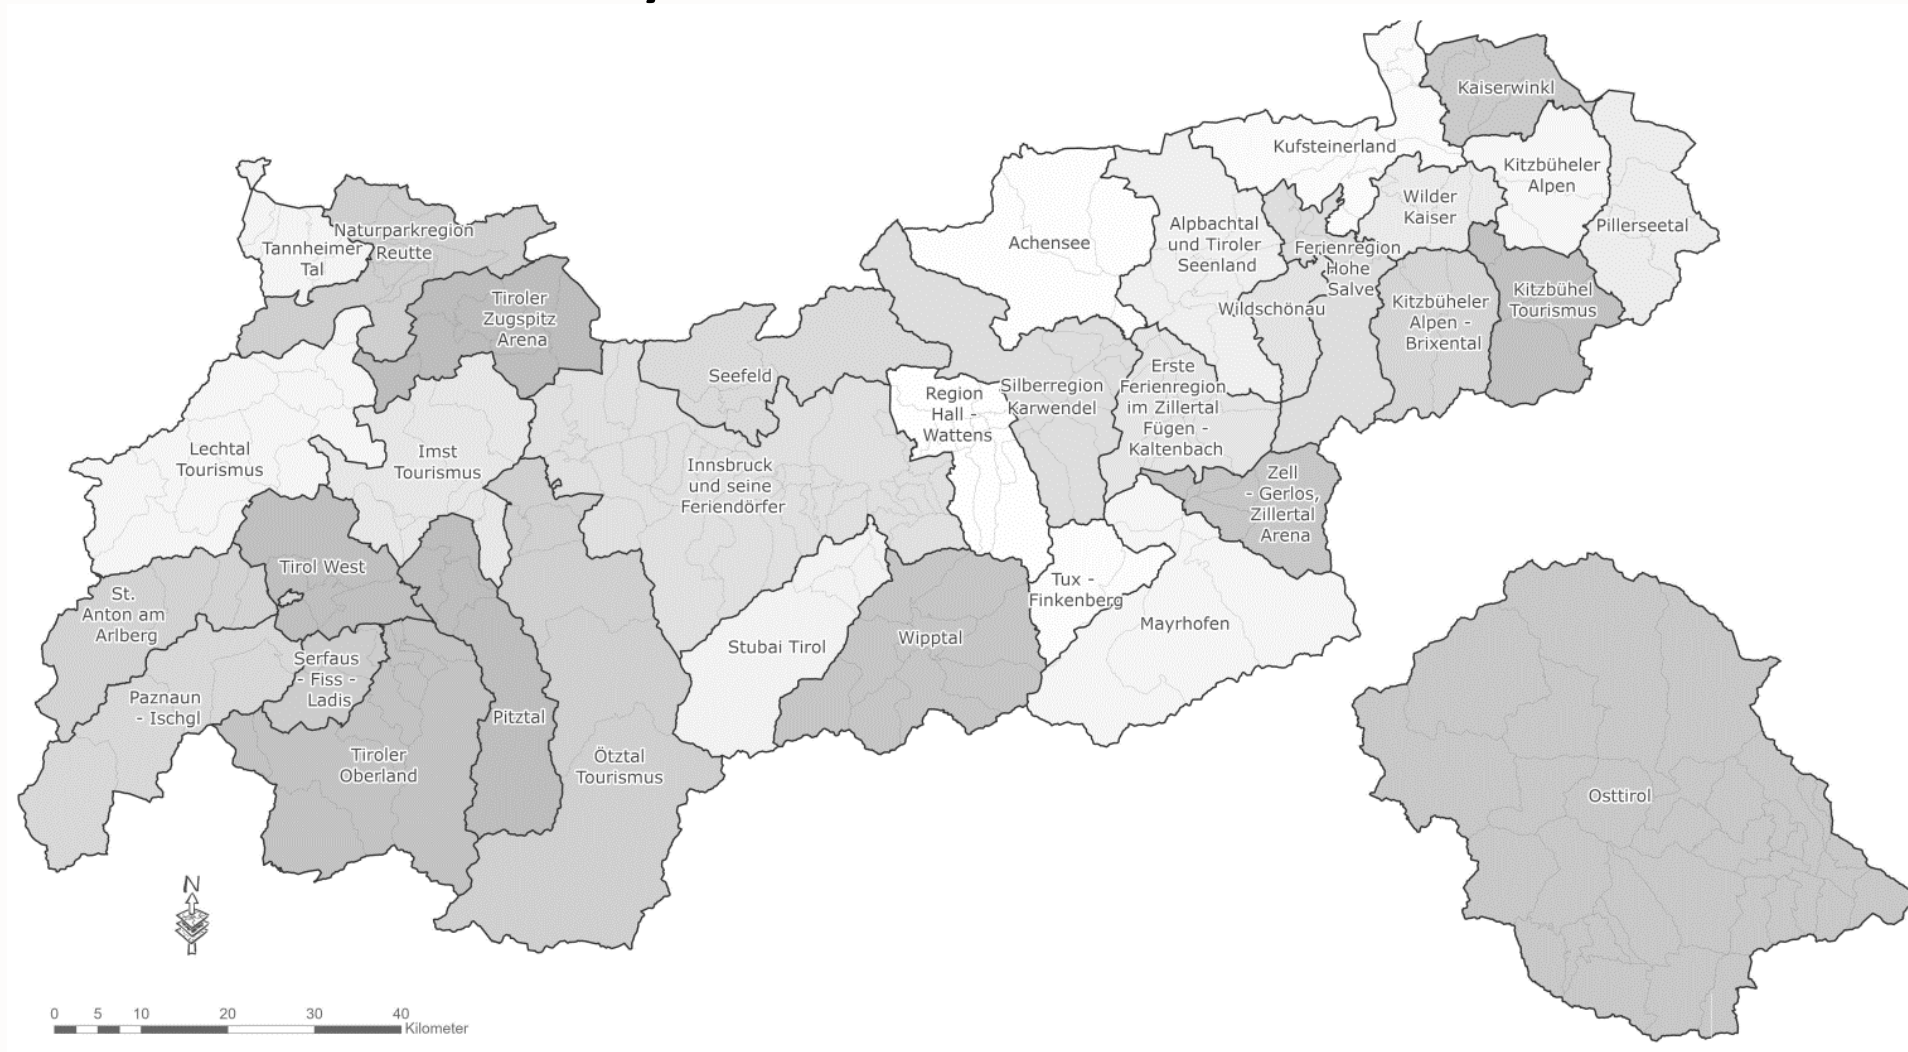 Kaiserwinkl
Kufsteinerland
Kitzbüheler
Alpen
Wilder
Kaiser
Pillerseetal
Alpbachtal
und Tiroler
Seenland
Achensee
Ferienregion
Hohe
Salve
Naturparkregion
Reutte
Tannheimer
Tal
Tiroler
Zugspitz
Arena
Wildschönau
Kitzbüheler
Alpen -
Brixental
Kitzbühel
Tourismus
Seefeld
Region
Hall -
Wattens
Silberregion
Karwendel
Erste
Ferienregion
im Zillertal
Fügen -
Kaltenbach
Lechtal
Tourismus
Imst
Tourismus
Innsbruck
und seine
Feriendörfer
Zell
- Gerlos,
Zillertal
Arena
Tirol West
St.
Anton am
Arlberg
Tux -
Finkenberg
Mayrhofen
Stubai Tirol
Wipptal
Serfaus
- Fiss -
Ladis
Paznaun
- Ischgl
Pitztal
Tiroler
Oberland
Ötztal
Tourismus
Osttirol
N
0 5 10 20 30 40
Kilometer